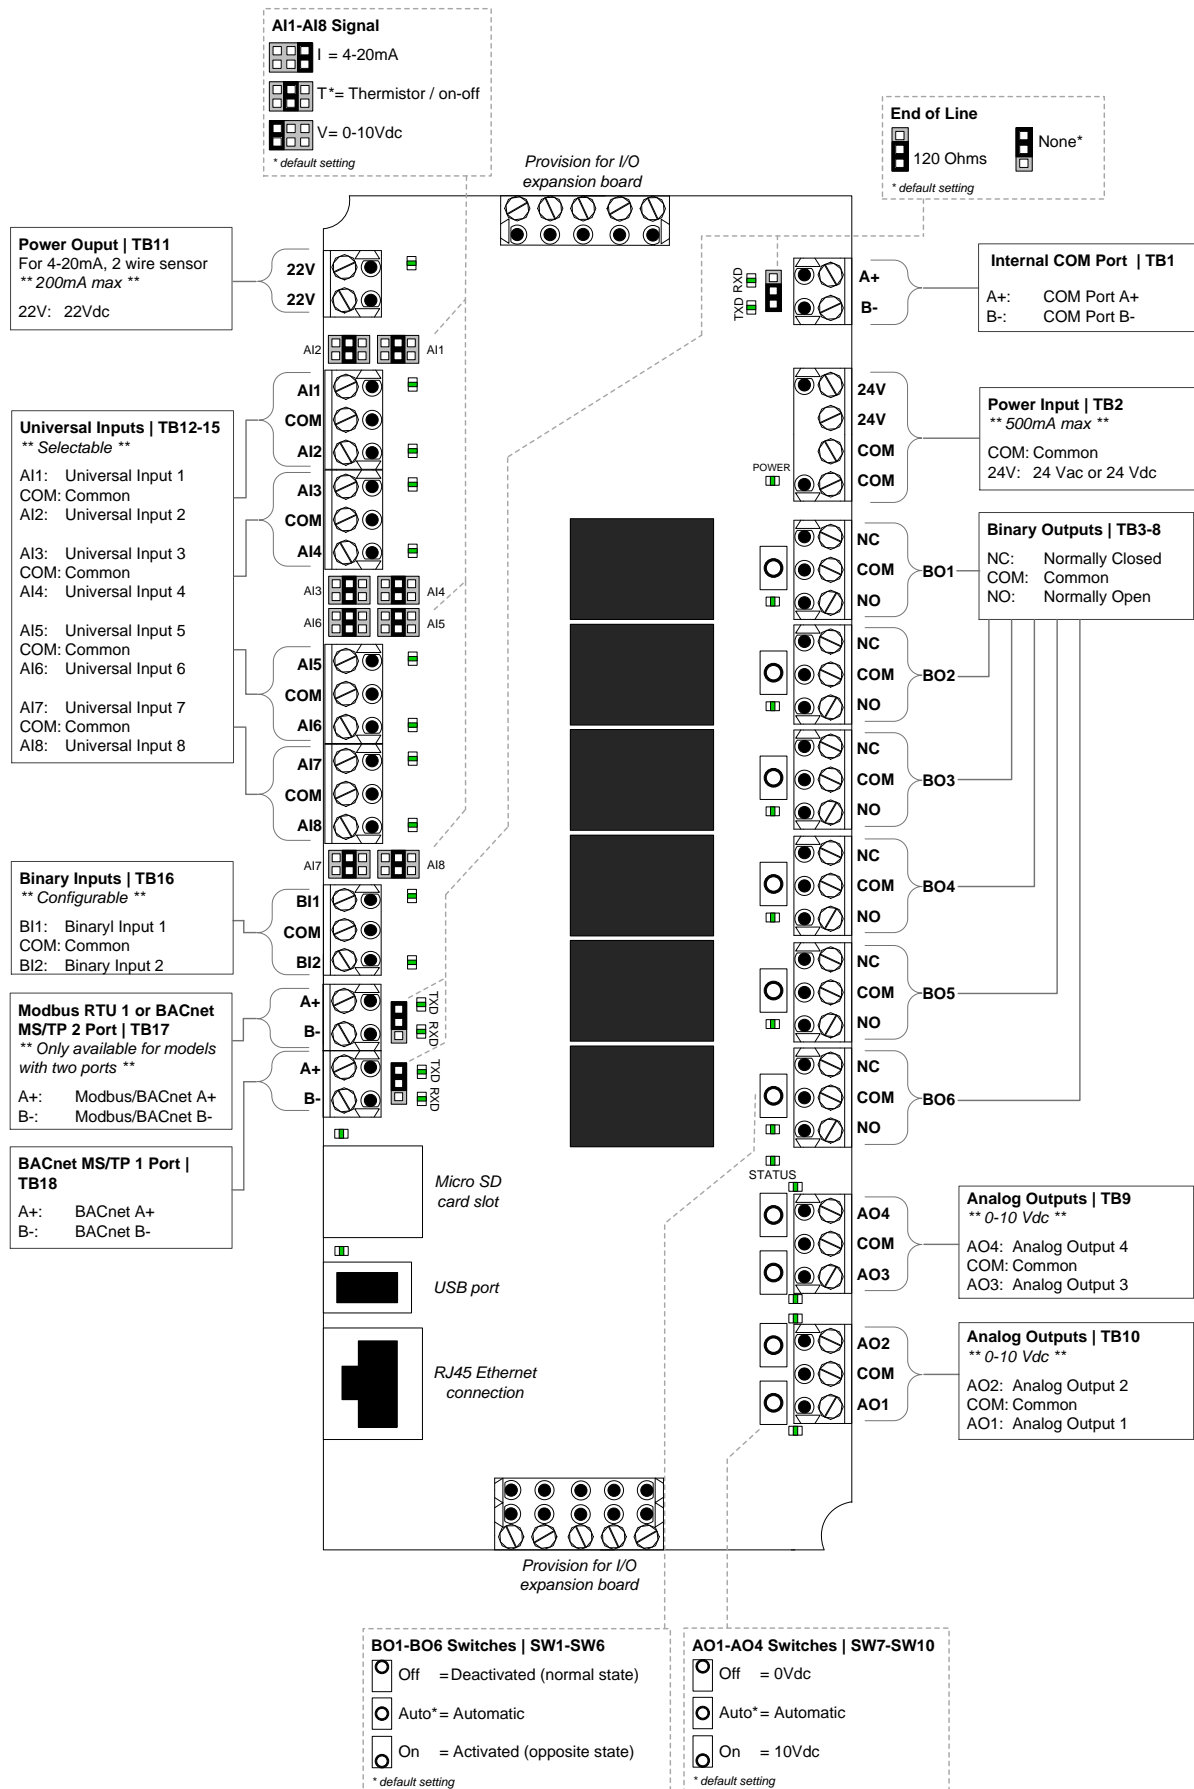 AI1-AI8 Signal
I = 4-20mA
T*= Thermistor / on-off
V= 0-10Vdc
* default setting
End of Line
120 Ohms
None*
* default setting
Provision for I/O
expansion board
Power Ouput | TB11
For 4-20mA, 2 wire sensor
** 200mA max **
22V: 22Vdc
22V
22V
TXD RXD
A+
B-
Internal COM Port | TB1
A+: COM Port A+
B-: COM Port B-
AI2
AI1
Universal Inputs | TB12-15
** Selectable **
AI1: Universal Input 1
COM: Common
AI2: Universal Input 2
AI3: Universal Input 3
COM: Common
AI4: Universal Input 4
AI5: Universal Input 5
COM: Common
AI6: Universal Input 6
AI7: Universal Input 7
COM: Common
AI8: Universal Input 8
AI1
COM
AI2
AI3
COM
AI4
AI3
AI4
AI6
AI5
AI5
COM
AI6
AI7
COM
AI8
AI7
AI8
24V
24V
COM
COM
POWER
Power Input | TB2
** 500mA max **
COM: Common
24V: 24 Vac or 24 Vdc
Binary Outputs | TB3-8
NC: Normally Closed
COM: Common
NO: Normally Open
NC
COM
NO
BO1
NC
COM
NO
BO2
NC
COM
NO
BO3
NC
COM
NO
BO4
NC
COM
NO
BO5
NC
COM
NO
BO6
STATUS
Binary Inputs | TB16
** Configurable **
BI1: Binaryl Input 1
COM: Common
BI2: Binary Input 2
BI1
COM
BI2
Modbus RTU 1 or BACnet
MS/TP 2 Port | TB17
** Only available for models
with two ports **
A+: Modbus/BACnet A+
B-: Modbus/BACnet B-
A+
B-
TXD RXD
BACnet MS/TP 1 Port |
TB18
A+: BACnet A+
B-: BACnet B-
A+
B-
TXD RXD
Micro SD
card slot
USB port
RJ45 Ethernet
connection
AO4
COM
AO3
Analog Outputs | TB9
** 0-10 Vdc **
AO4: Analog Output 4
COM: Common
AO3: Analog Output 3
AO2
COM
AO1
Analog Outputs | TB10
** 0-10 Vdc **
AO2: Analog Output 2
COM: Common
AO1: Analog Output 1
Provision for I/O
expansion board
BO1-BO6 Switches | SW1-SW6
Off = Deactivated (normal state)
Auto* = Automatic
On = Activated (opposite state)
* default setting
AO1-AO4 Switches | SW7-SW10
Off = 0Vdc
Auto* = Automatic
On = 10Vdc
* default setting